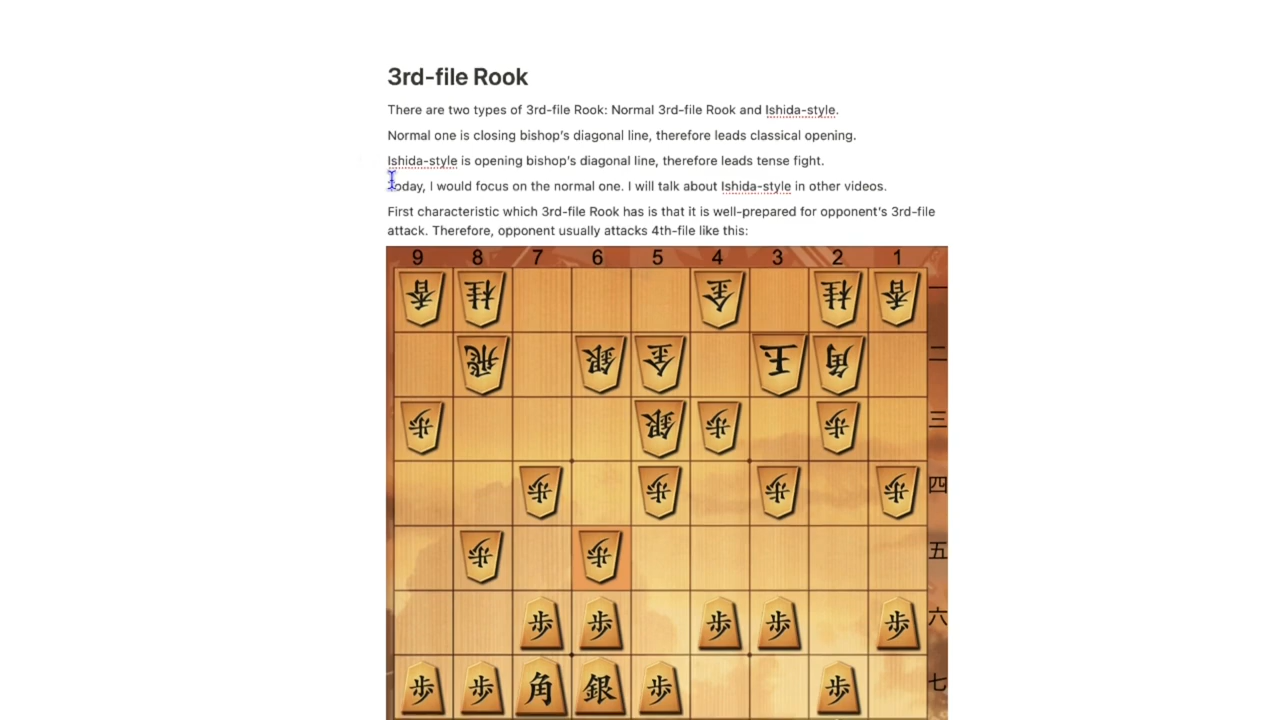 3rd-file Rook
There are two types of 3rd-file Rook: Normal 3rd-file Rook and Ishida-style.
Normal one is closing bishop's diagonal line, therefore leads classical opening.
Ishida-style is opening bishop's diagonal line, therefore leads tense fight.
Today, I would focus on the normal one. I will talk about Ishida-style in other videos.
First characteristic which 3rd-file Rook has is that it is well-prepared for opponent's 3rd-file
attack. Therefore, opponent usually attacks 4th-file like this:
9 8 7 6 5 4 3 2 1
香 桂 金 桂 香 一
飛 銀 金 王 角 二
歩 銀 歩 歩 三
歩 歩 歩 歩 四
歩 歩 五
歩 歩 歩 歩 歩 六
歩 歩 角 銀 歩 歩 七